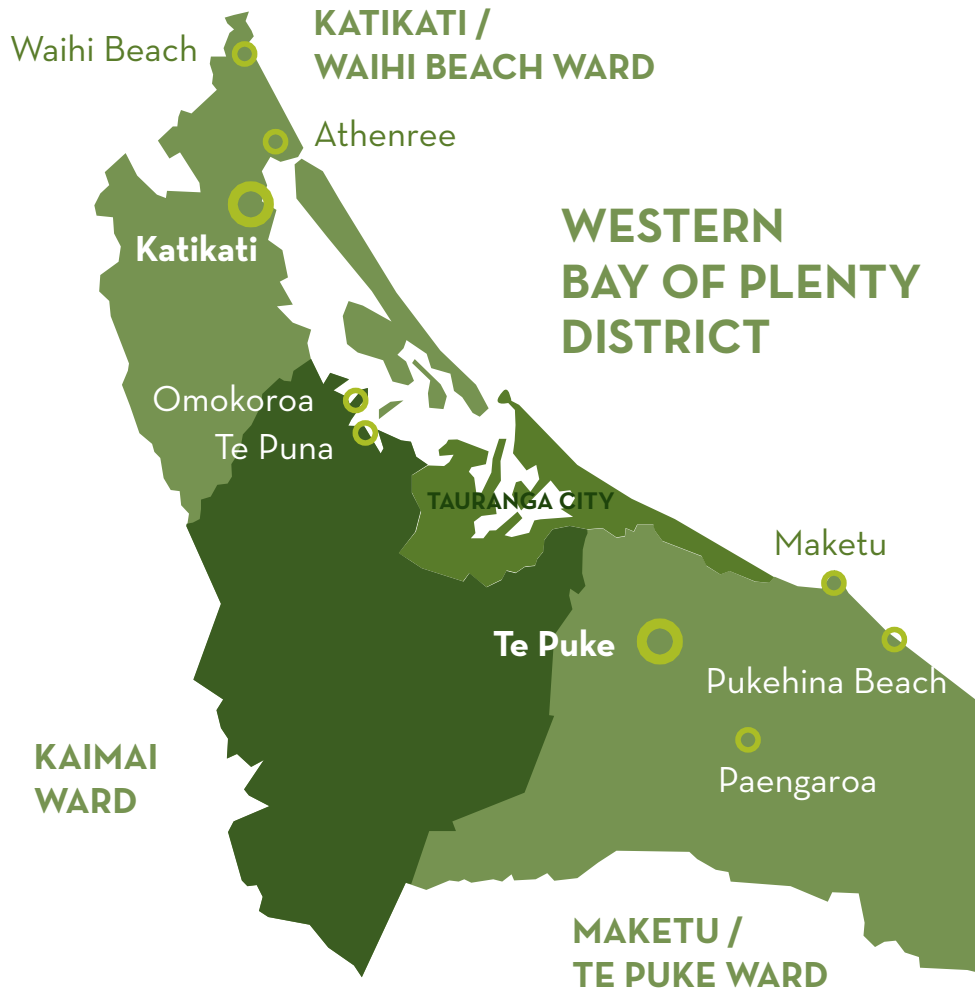 KATIKATI /
WAIHI BEACH WARD
Waihi Beach
Athenree
Katikati
WESTERN
BAY OF PLENTY
DISTRICT
Omokoroa
Te Puna
TAURANGA CITY
Maketu
Te Puke
Pukehina Beach
Paengaroa
KAIMAI
WARD
MAKETU /
TE PUKE WARD